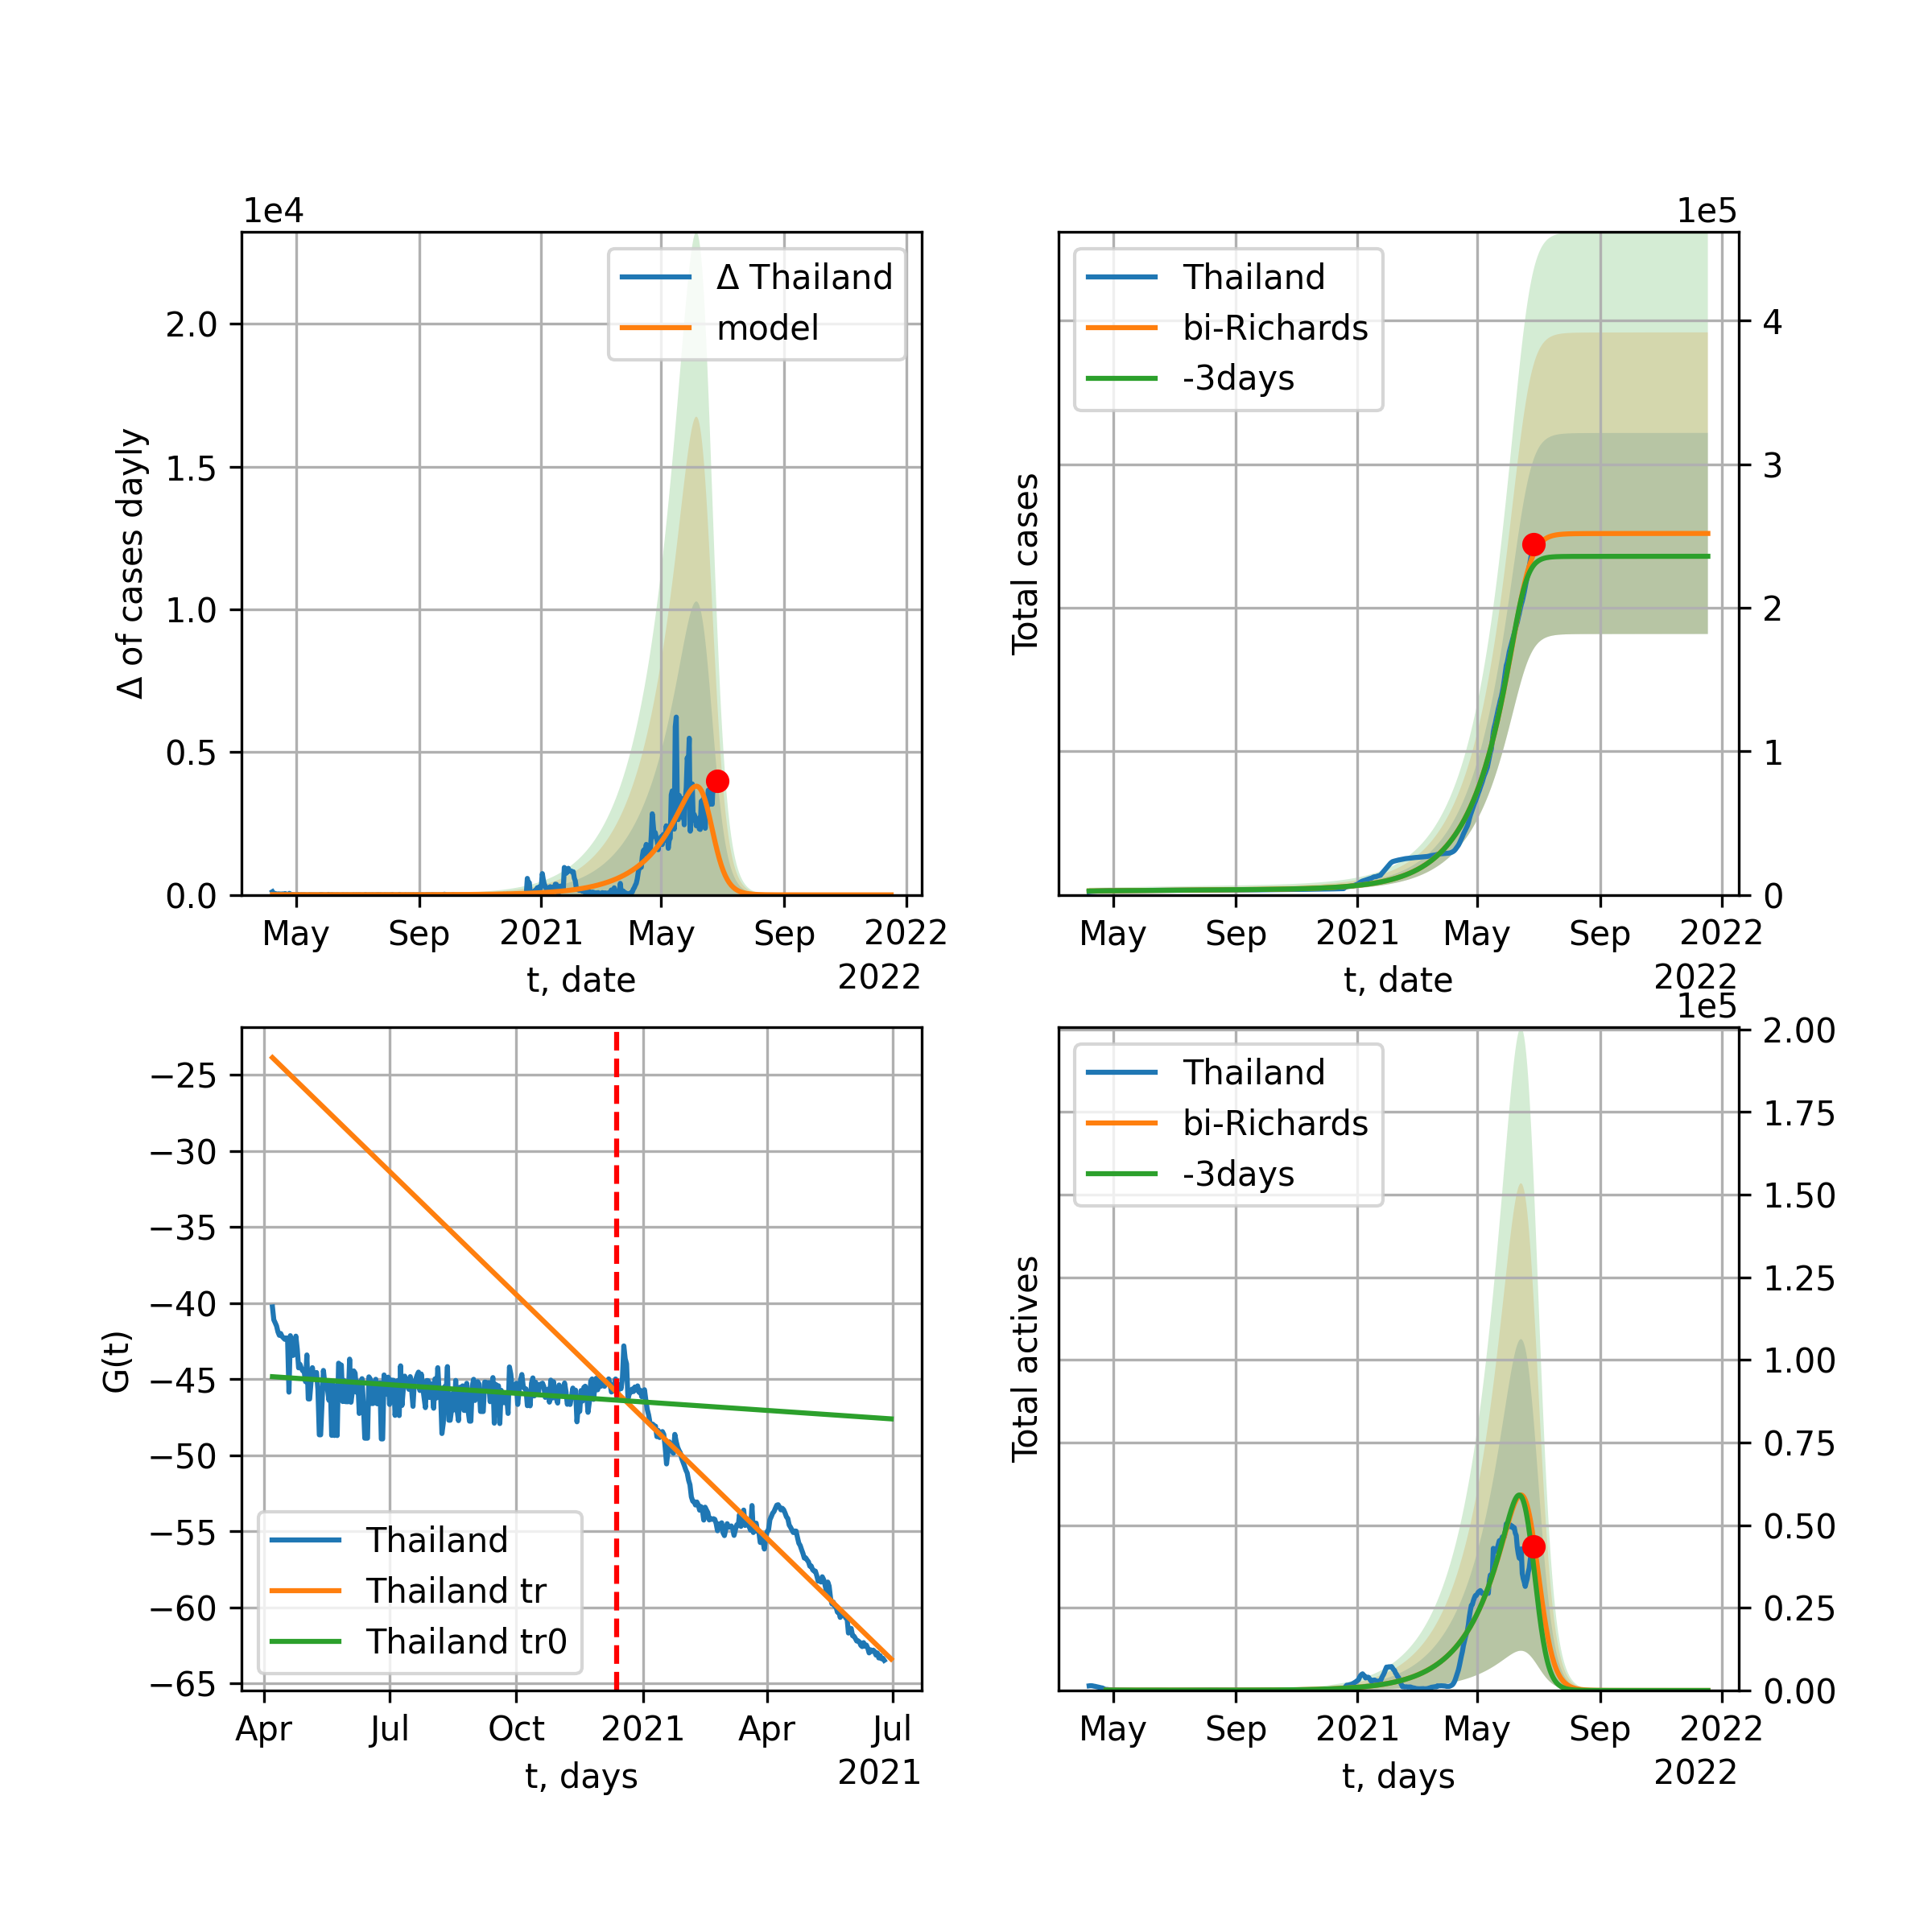 1e4
Δ Thailand
model
2.0
1.5
1.0
0.5
0.0
Δ of cases dayly
May Sep 2021 May Sep 2022
t, date
2022
1e5
Thailand
bi-Richards
-3days
4
3
2
1
0
Total cases
May Sep 2021 May Sep 2022
t, date
2022
−25
−30
−35
−40
−45
−50
−55
−60
−65
G(t)
Thailand
Thailand tr
Thailand tr0
Apr Jul Oct 2021 Apr Jul
t, days
2021
1e5
Thailand
bi-Richards
-3days
2.00
1.75
1.50
1.25
1.00
0.75
0.50
0.25
0.00
Total actives
May Sep 2021 May Sep 2022
t, days
2022